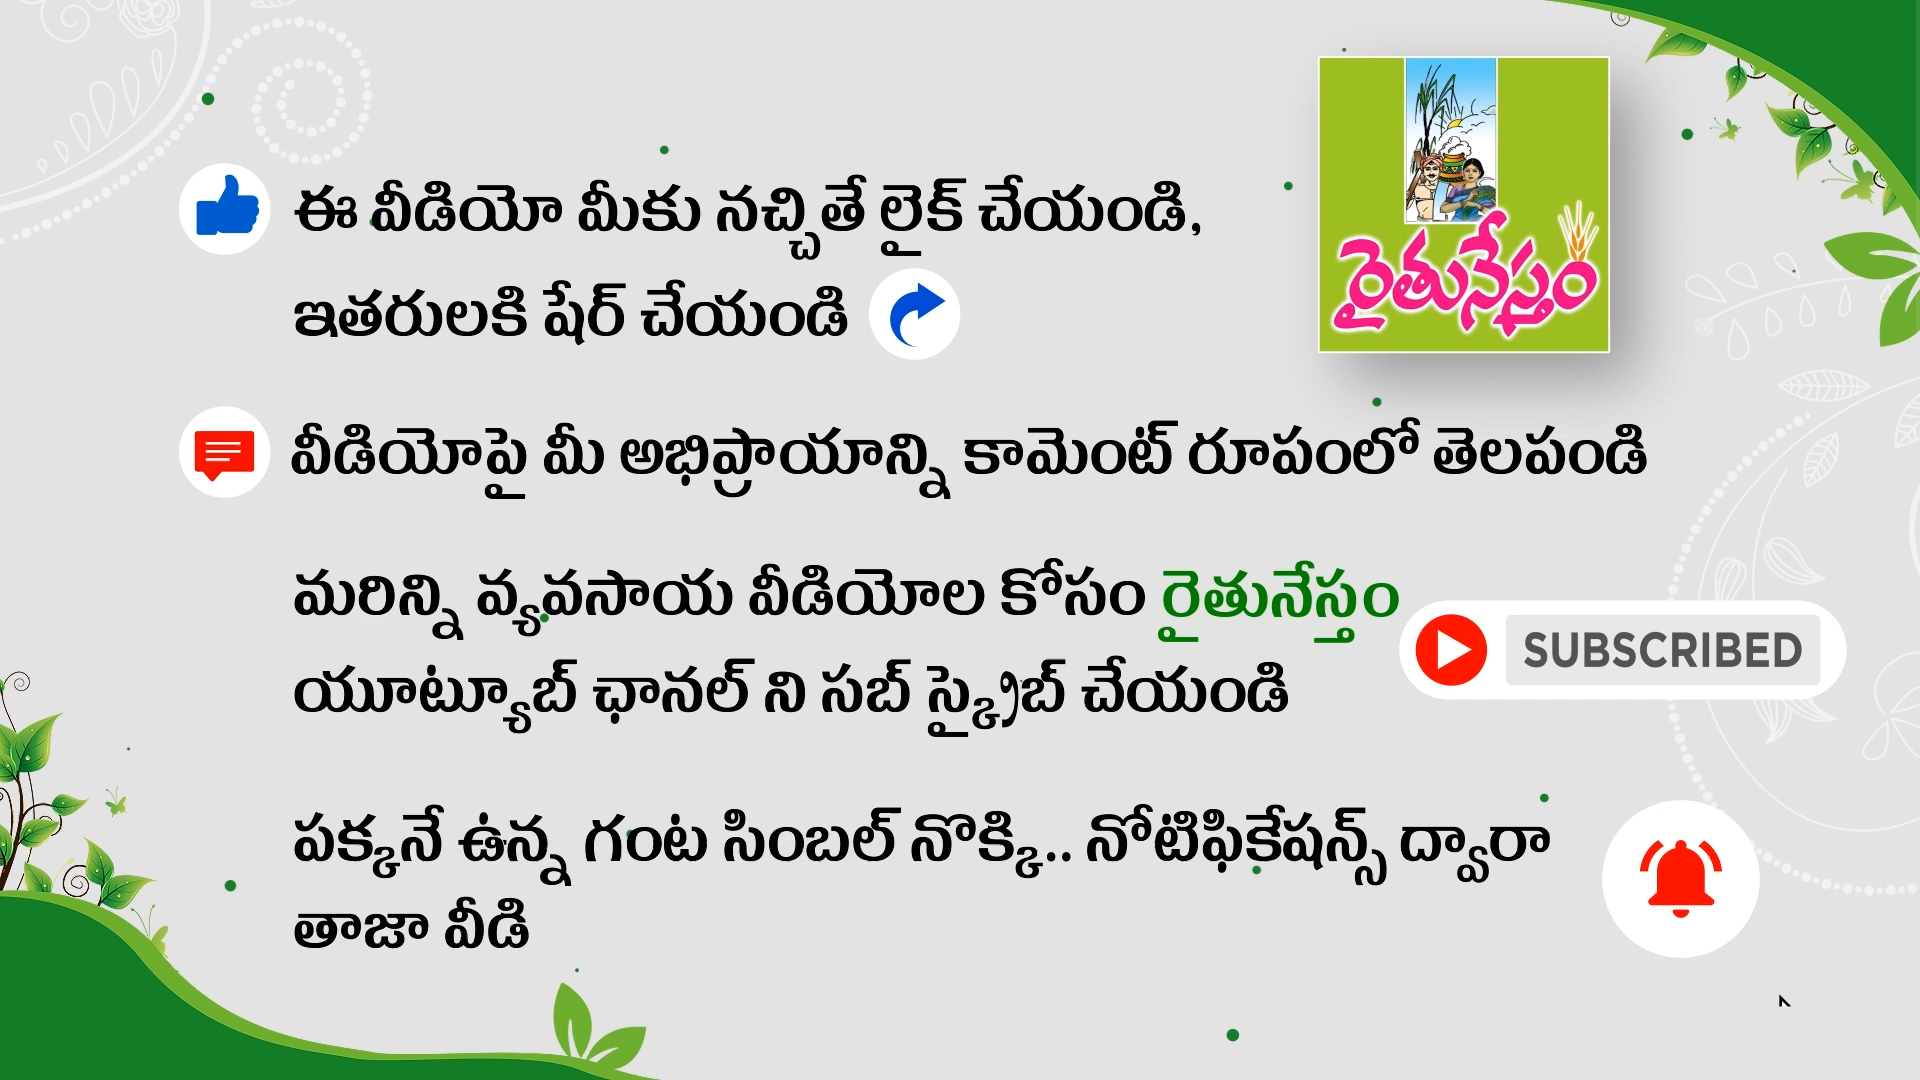 ఈ వీడియో మీకు నచ్చితే లైక్ చేయండి,
ఇతరులకి షేర్ చేయండి
రైతునేస్తం
వీడియోపై మీ అభిప్రాయాన్ని కామెంట్ రూపంలో తెలపండి
మరిన్ని వ్యవసాయ వీడియోల కోసం రైతునేస్తం
యూట్యూబ్ ఛానల్ ని సబ్ స్క్రైబ్ చేయండి
SUBSCRIBED
పక్కనే ఉన్న గంట సింబల్ నొక్కి.. నోటిఫికేషన్స్ ద్వారా
తాజా వీడి